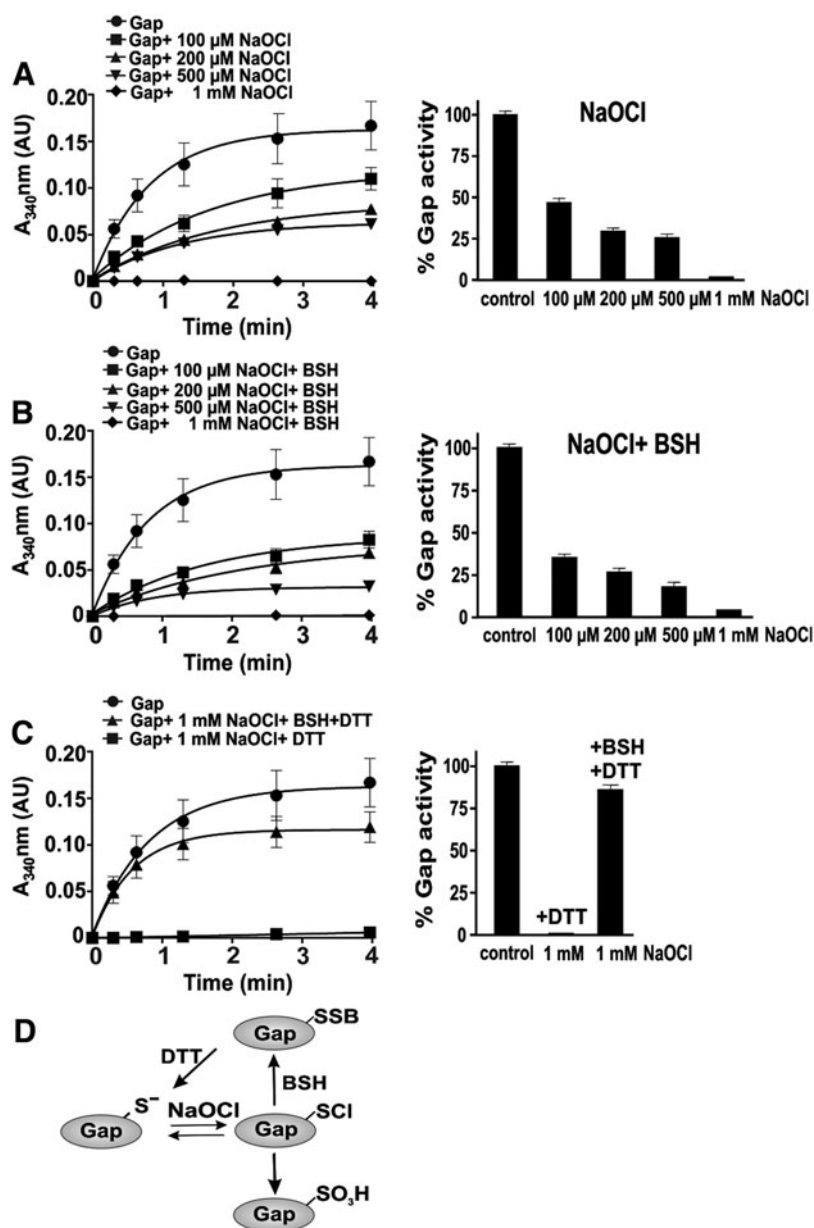 A
Gap
Gap+ 100 µM NaOCl
Gap+ 200 µM NaOCl
Gap+ 500 µM NaOCl
Gap+ 1 mM NaOCl
A340nm (AU)
0.20
0.15
0.10
0.05
0
0 1 2 3 4
Time (min)
% Gap activity
100
75
50
25
0
NaOCl
control 100 µM 200 µM 500 µM 1 mM NaOCl
B
Gap
Gap+ 100 µM NaOCl+ BSH
Gap+ 200 µM NaOCl+ BSH
Gap+ 500 µM NaOCl+ BSH
Gap+ 1 mM NaOCl+ BSH
A340nm (AU)
0.20
0.15
0.10
0.05
0
0 1 2 3 4
Time (min)
% Gap activity
100
75
50
25
0
NaOCl+ BSH
control 100 µM 200 µM 500 µM 1 mM NaOCl
C
Gap
Gap+ 1 mM NaOCl+ BSH+DTT
Gap+ 1 mM NaOCl+ DTT
A340nm (AU)
0.20
0.15
0.10
0.05
0
0 1 2 3 4
Time (min)
% Gap activity
100
75
50
25
0
+DTT
+BSH
+DTT
control 1 mM 1 mM NaOCl
D
Gap SSB
DTT
BSH
Gap S⁻
NaOCl
Gap SCl
Gap SO₃H